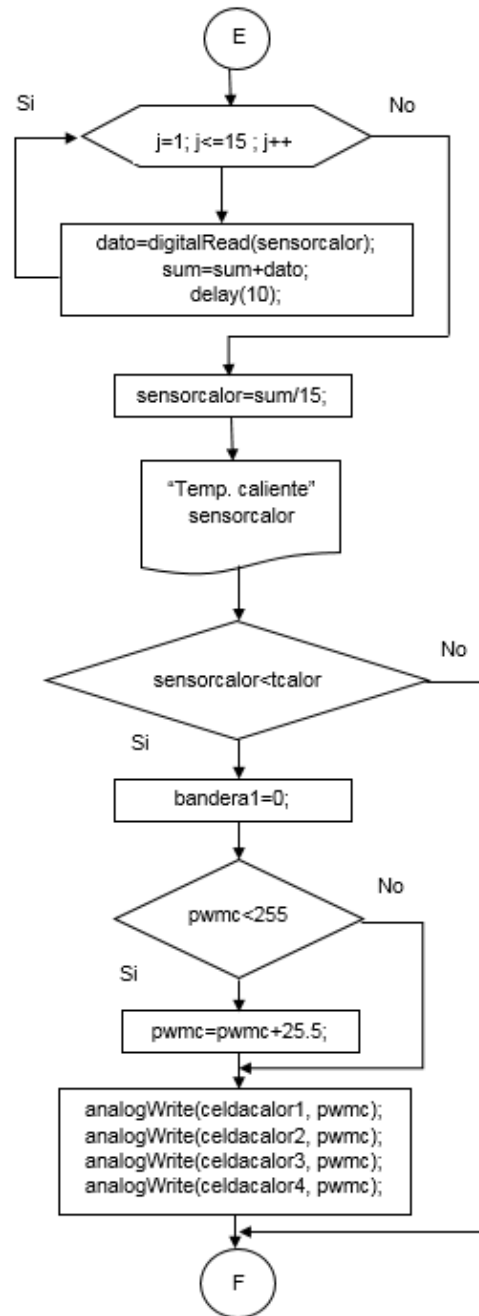 E
Si
No
j=1; j<=15 ; j++
dato=digitalRead(sensorcalor);
sum=sum+dato;
delay(10);
sensorcalor=sum/15;
“Temp. caliente”
sensorcalor
No
sensorcalor<tcalor
Si
bandera1=0;
No
pwmc<255
Si
pwmc=pwmc+25.5;
analogWrite(celdacalor1, pwmc);
analogWrite(celdacalor2, pwmc);
analogWrite(celdacalor3, pwmc);
analogWrite(celdacalor4, pwmc);
F